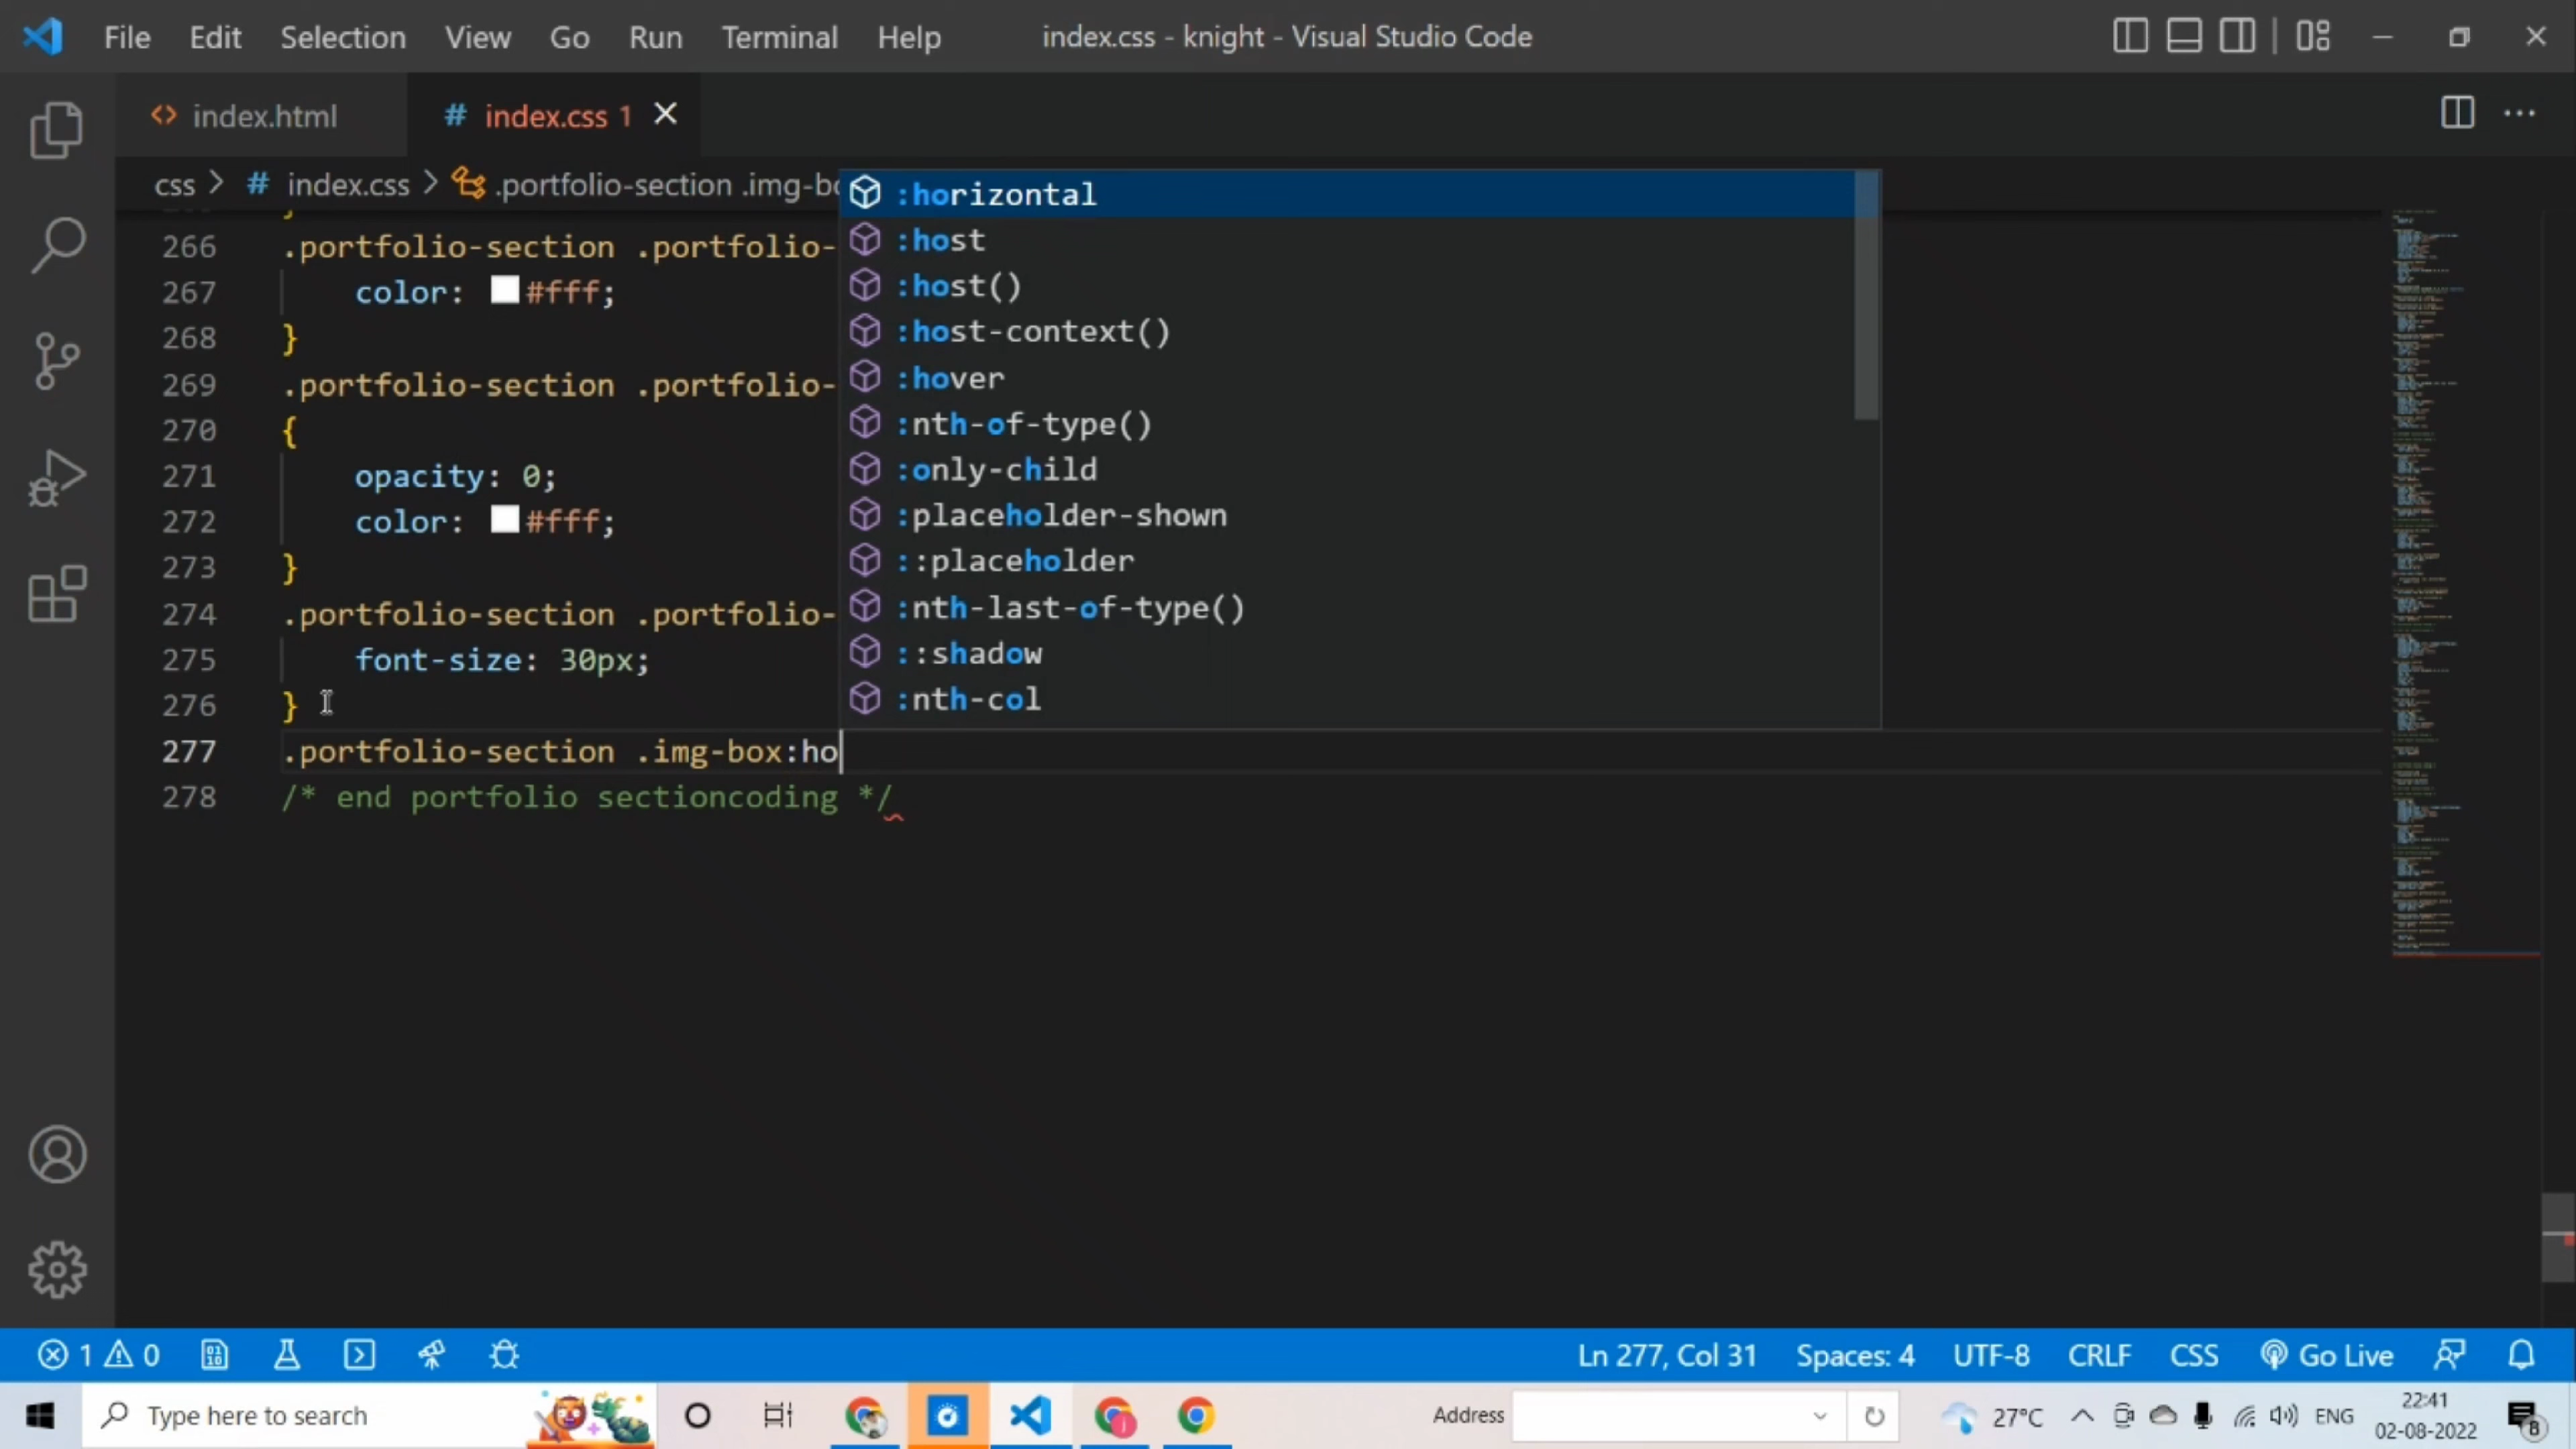 File Edit Selection View Go Run Terminal Help index.css - knight - Visual Studio Code
index.html # index.css 1
css > # index.css > .portfolio-section .img-bo
266 .portfolio-section .portfolio-
267 color: #fff;
268 }
269 .portfolio-section .portfolio-
270 {
271 opacity: 0;
272 color: #fff;
273 }
274 .portfolio-section .portfolio-
275 font-size: 30px;
276 }
277 .portfolio-section .img-box:ho
278 /* end portfolio sectioncoding */
:horizontal
:host
:host()
:host-context()
:hover
:nth-of-type()
:only-child
:placeholder-shown
::placeholder
:nth-last-of-type()
::shadow
:nth-col
1 0 Ln 277, Col 31 Spaces: 4 UTF-8 CRLF CSS Go Live
Type here to search Address 27°C ENG 22:41
02-08-2022 8